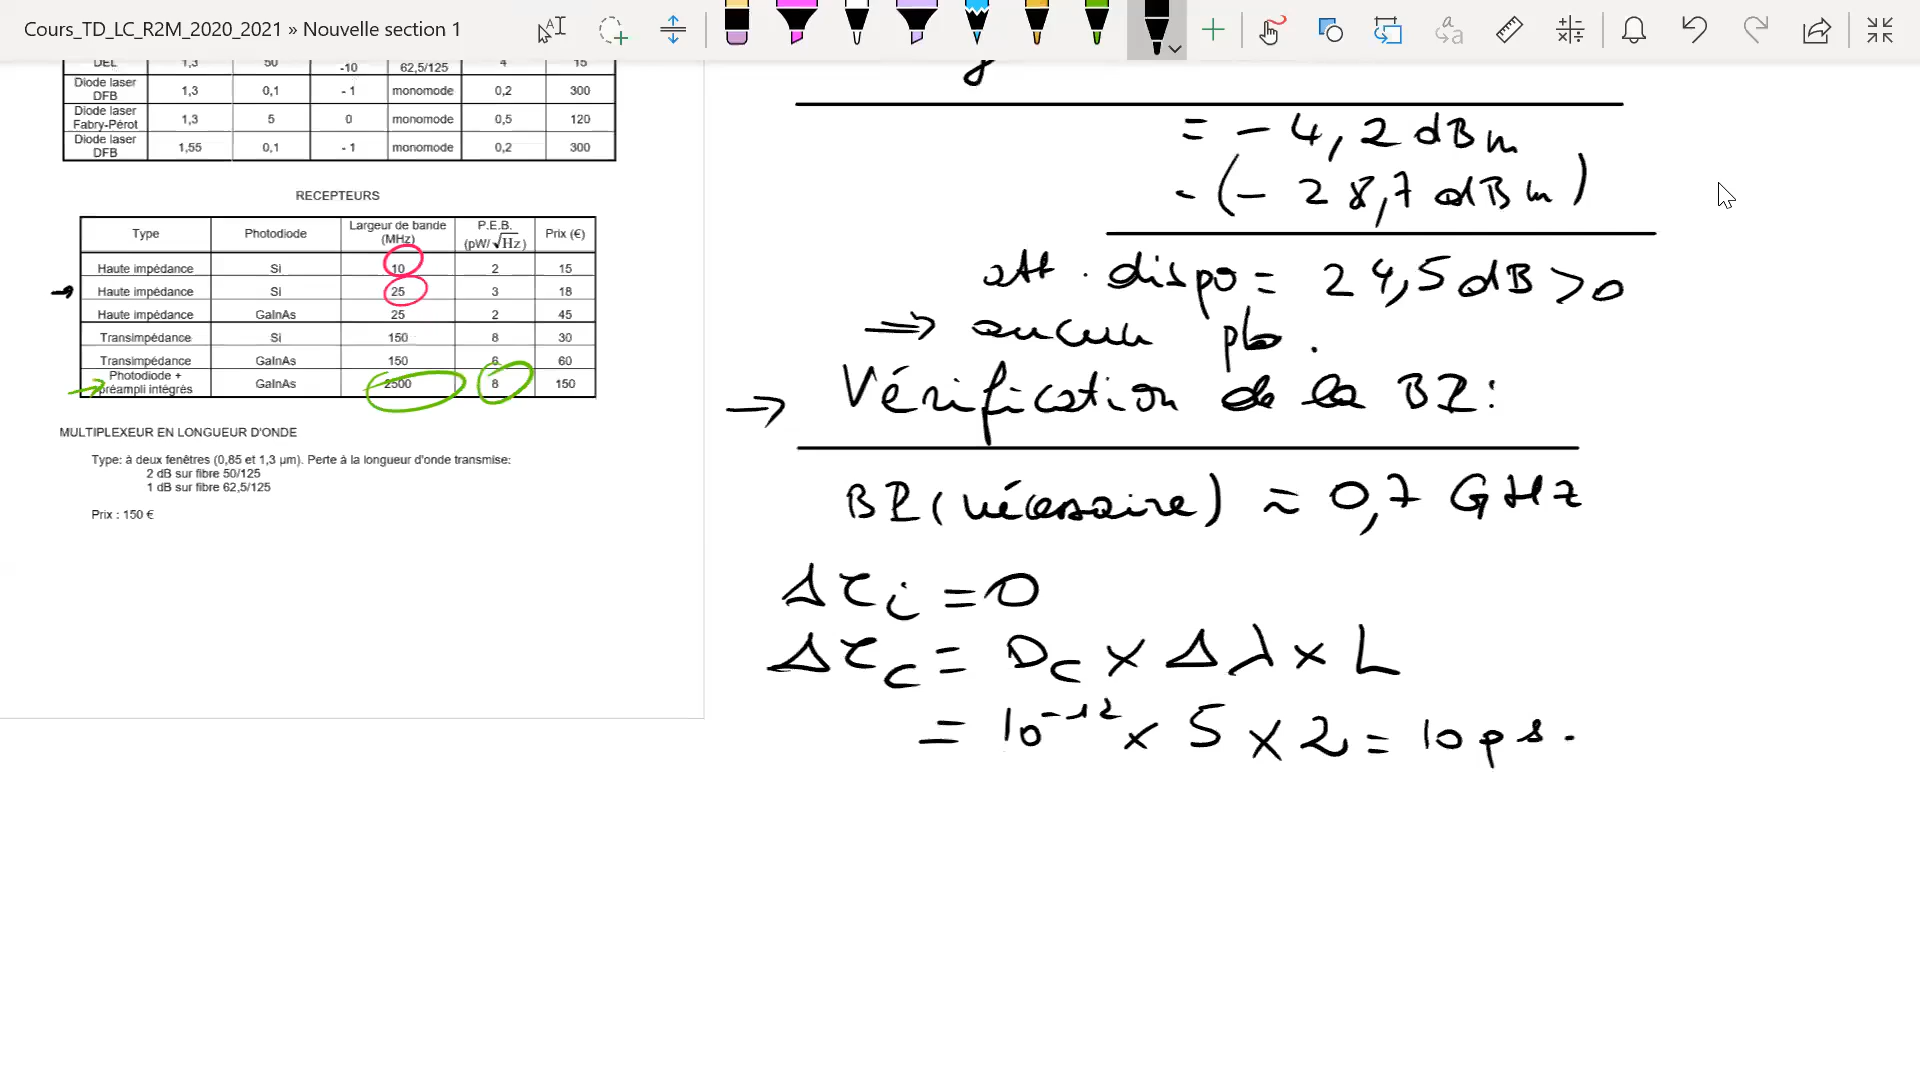 Cours_TD_LC_R2M_2020_2021 » Nouvelle section 1
DEL 1,3 50 -10 62,5/125 4 15
Diode laser DFB 1,3 0,1 - 1 monomode 0,2 300
Diode laser Fabry-Pérot 1,3 5 0 monomode 0,5 120
Diode laser DFB 1,55 0,1 - 1 monomode 0,2 300
RECEPTEURS
Type Photodiode Largeur de bande (MHz) P.E.B. (pW/√Hz) Prix (€)
Haute impédance Si 10 2 15
Haute impédance Si 25 3 18
Haute impédance GaInAs 25 2 45
Transimpédance Si 150 8 30
Transimpédance GaInAs 150 6 60
Photodiode + préampli intégrés GaInAs 2500 8 150
MULTIPLEXEUR EN LONGUEUR D'ONDE
Type: à deux fenêtres (0,85 et 1,3 µm). Perte à la longueur d'onde transmise:
2 dB sur fibre 50/125
1 dB sur fibre 62,5/125
Prix : 150 €
= - 4,2 dBm
- (- 28,7 dBm)
att. dispo = 24,5 dB > 0
⇒ aucun pb.
→ Vérification de la BP:
BP (nécessaire) ≈ 0,7 GHz
Δτi = 0
Δτc = Dc × Δλ × L
= 10⁻¹² × 5 × 2 = 10 ps.